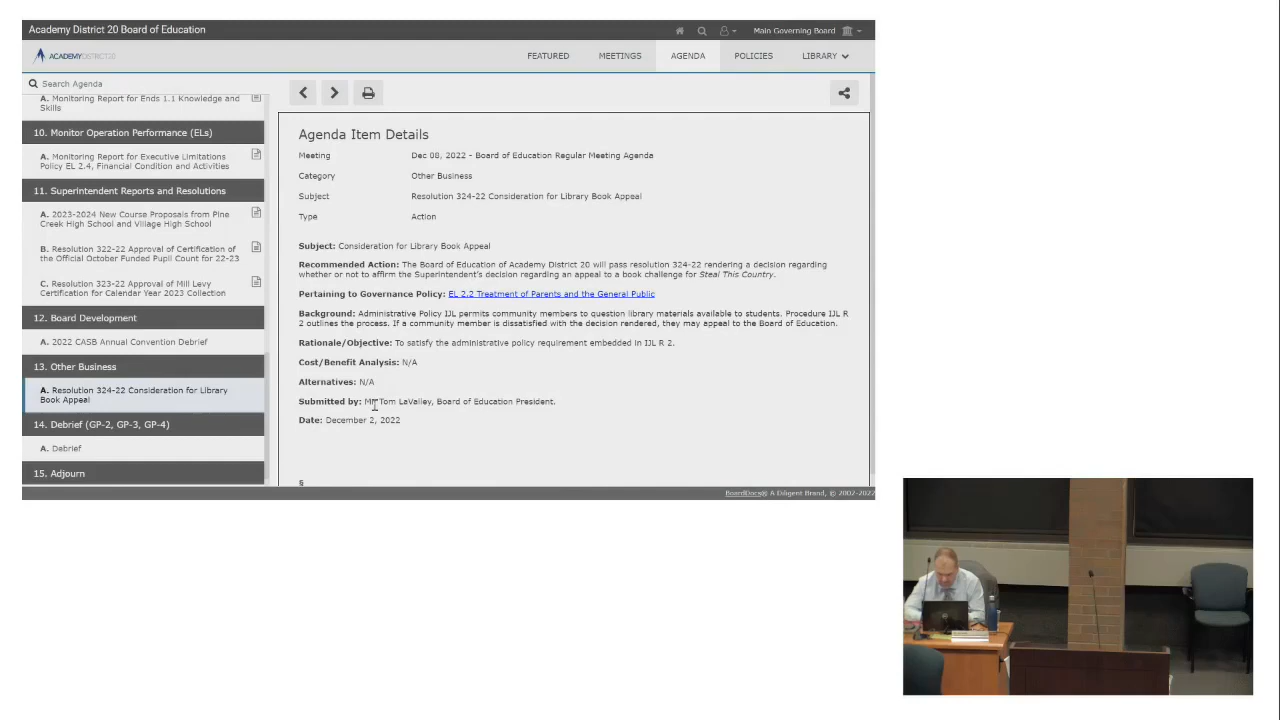 Academy District 20 Board of Education
Main Governing Board
ACADEMYDISTRICT20
FEATURED MEETINGS AGENDA POLICIES LIBRARY
Search Agenda
A. Monitoring Report for Ends 1.1 Knowledge and
Skills
10. Monitor Operation Performance (ELs)
A. Monitoring Report for Executive Limitations
Policy EL 2.4, Financial Condition and Activities
11. Superintendent Reports and Resolutions
A. 2023-2024 New Course Proposals from Pine
Creek High School and Village High School
B. Resolution 322-22 Approval of Certification of
the Official October Funded Pupil Count for 22-23
C. Resolution 323-22 Approval of Mill Levy
Certification for Calendar Year 2023 Collection
12. Board Development
A. 2022 CASB Annual Convention Debrief
13. Other Business
A. Resolution 324-22 Consideration for Library
Book Appeal
14. Debrief (GP-2, GP-3, GP-4)
A. Debrief
15. Adjourn
Agenda Item Details
Meeting Dec 08, 2022 - Board of Education Regular Meeting Agenda
Category Other Business
Subject Resolution 324-22 Consideration for Library Book Appeal
Type Action
Subject: Consideration for Library Book Appeal
Recommended Action: The Board of Education of Academy District 20 will pass resolution 324-22 rendering a decision regarding
whether or not to affirm the Superintendent's decision regarding an appeal to a book challenge for Steal This Country.
Pertaining to Governance Policy: EL 2.2 Treatment of Parents and the General Public
Background: Administrative Policy IJL permits community members to question library materials available to students. Procedure IJL R
2 outlines the process. If a community member is dissatisfied with the decision rendered, they may appeal to the Board of Education.
Rationale/Objective: To satisfy the administrative policy requirement embedded in IJL R 2.
Cost/Benefit Analysis: N/A
Alternatives: N/A
Submitted by: Mr. Tom LaValley, Board of Education President.
Date: December 2, 2022
§
BoardDocs® A Diligent Brand, © 2002-2022